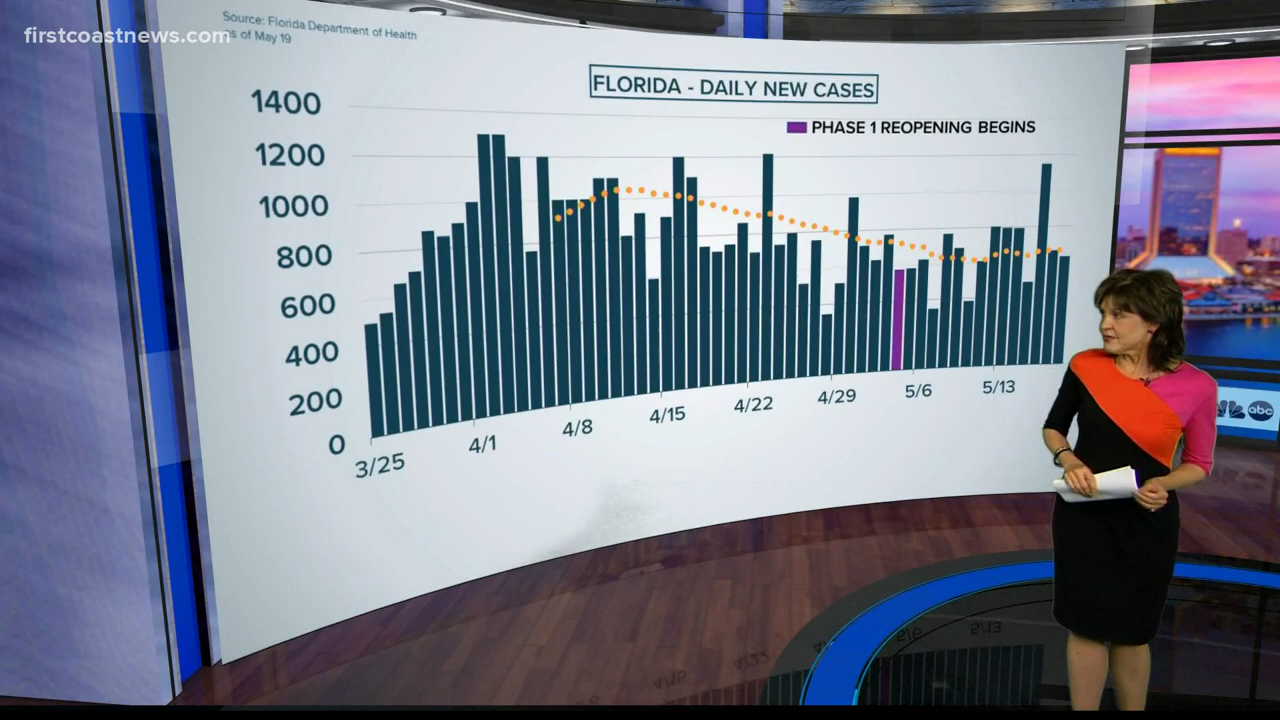 Source: Florida Department of Health
firstcoastnews.com
as of May 19
FLORIDA - DAILY NEW CASES
PHASE 1 REOPENING BEGINS
1400
1200
1000
800
600
400
200
0
3/25
4/1
4/8
4/15
4/22
4/29
5/6
5/13
abc